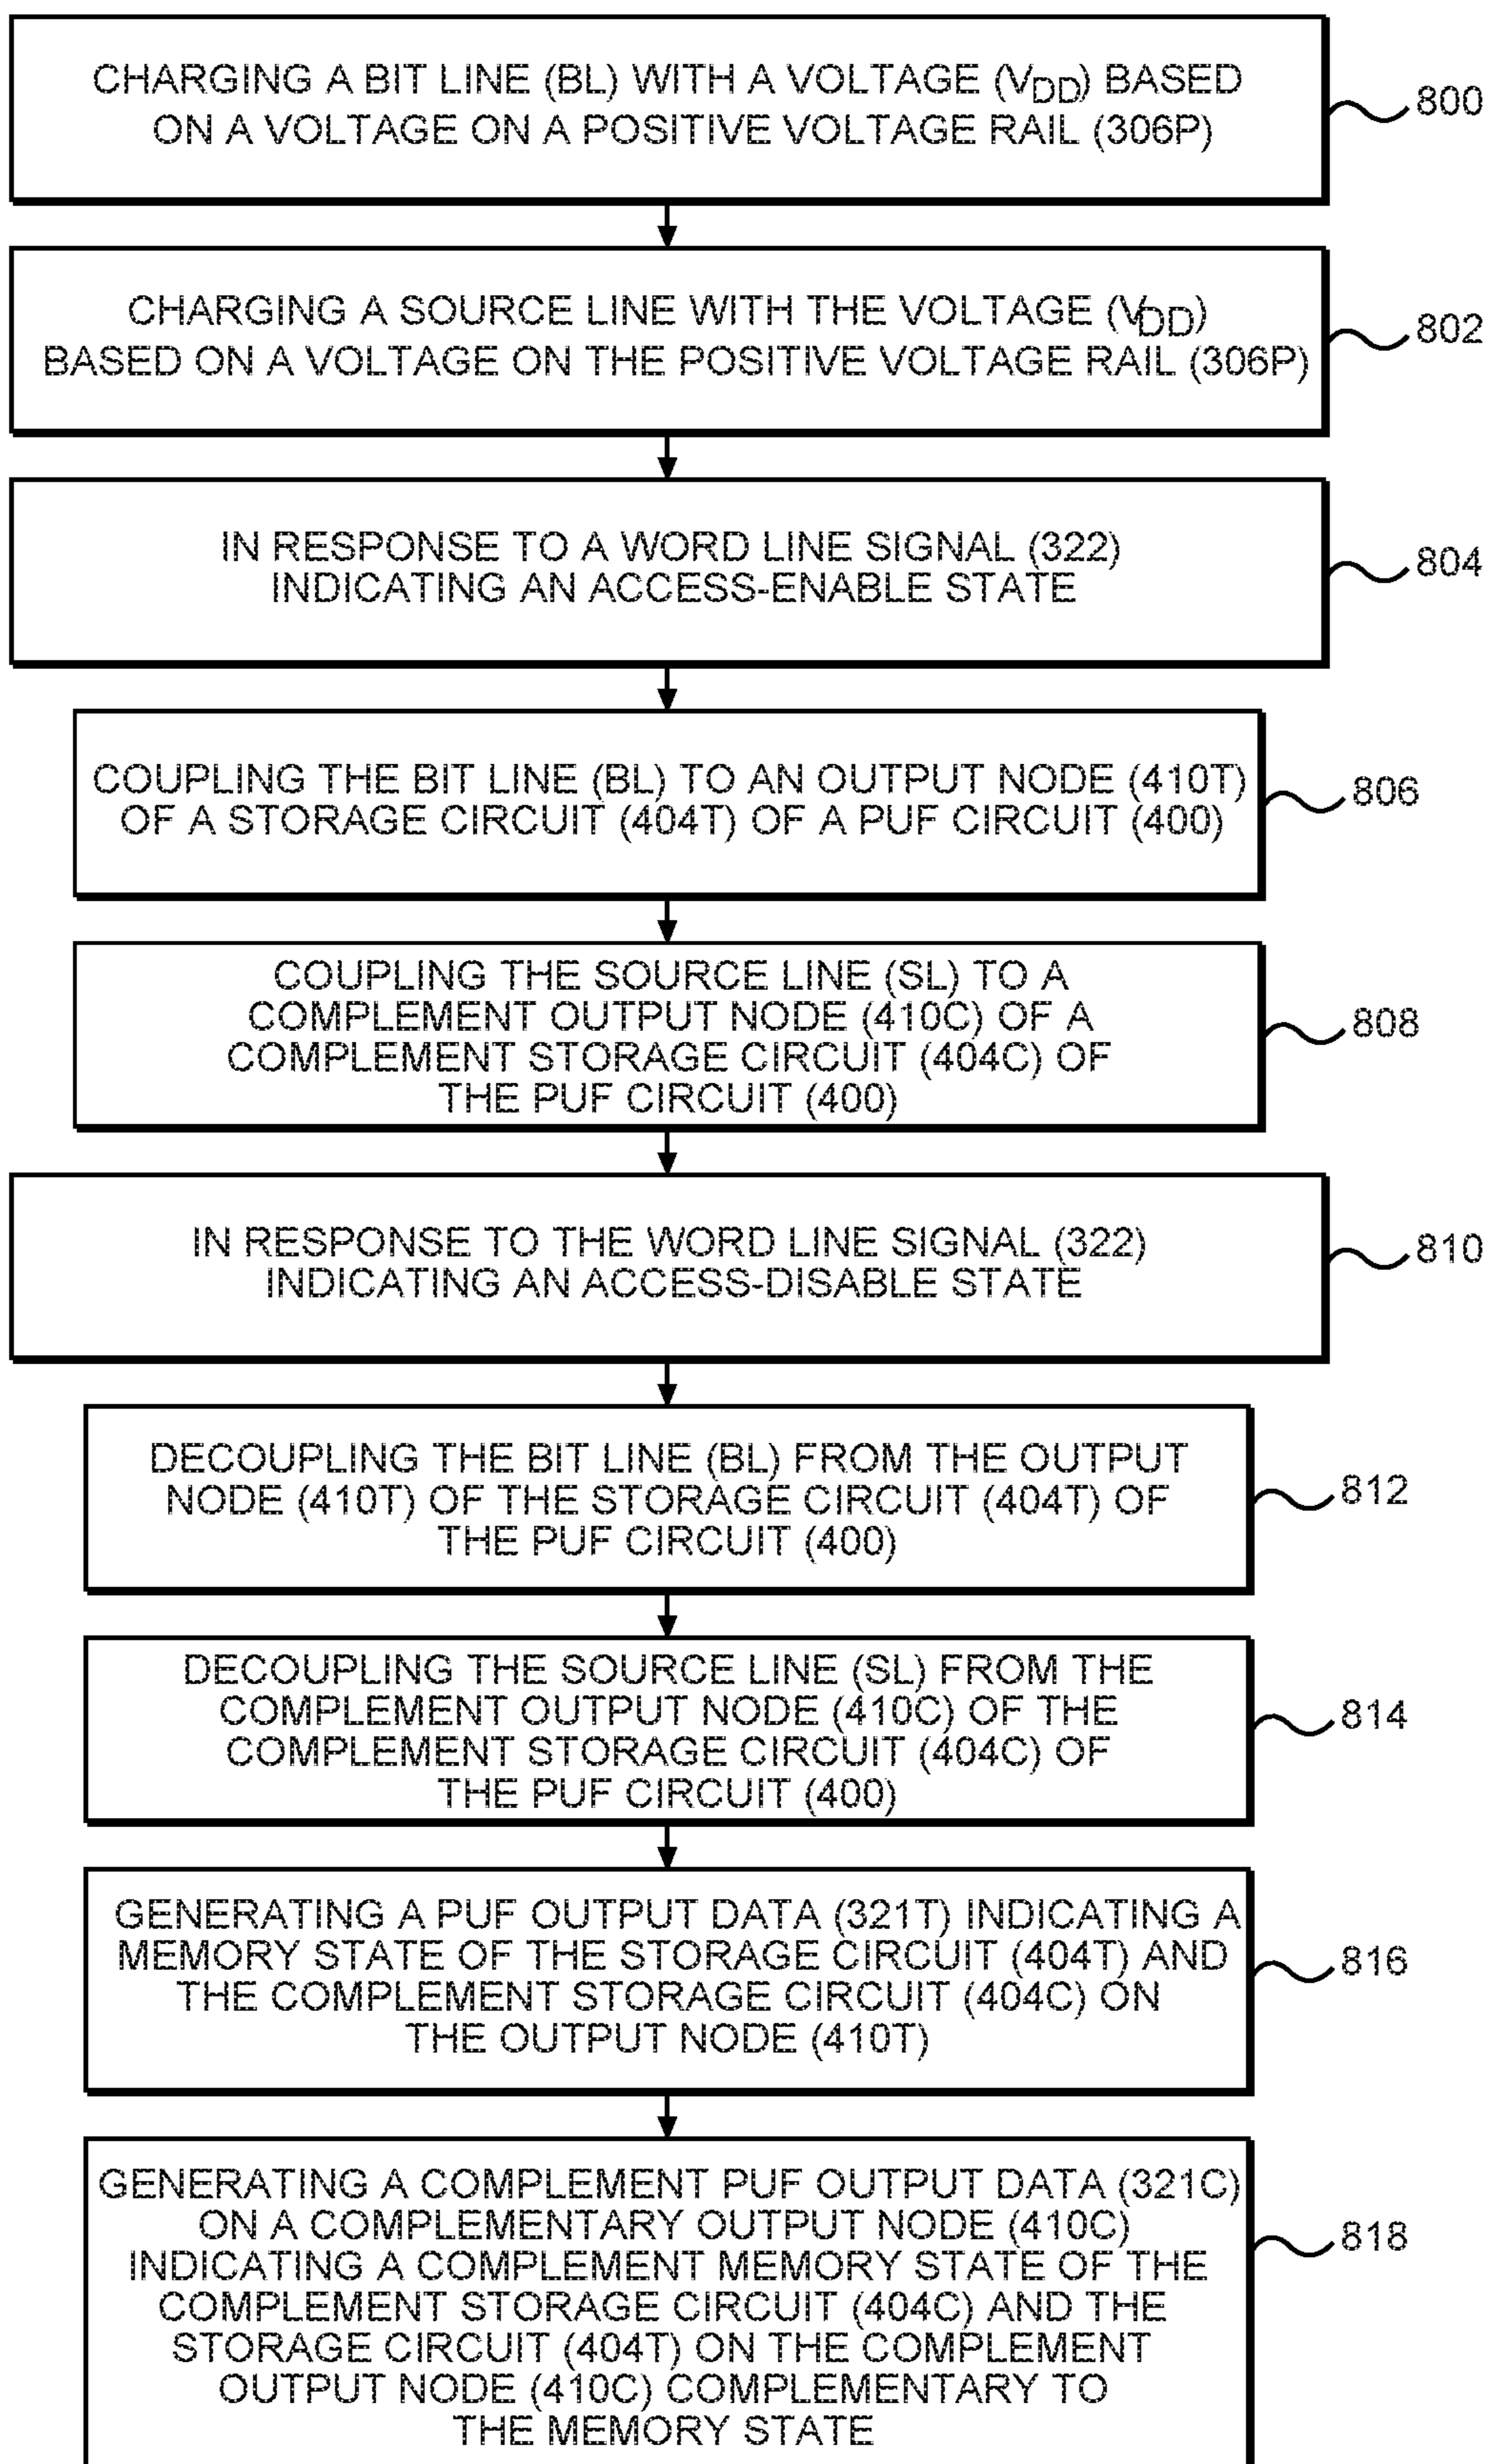 CHARGING A BIT LINE (BL) WITH A VOLTAGE (VDD) BASED
ON A VOLTAGE ON A POSITIVE VOLTAGE RAIL (306P)
800
CHARGING A SOURCE LINE WITH THE VOLTAGE (VDD)
BASED ON A VOLTAGE ON THE POSITIVE VOLTAGE RAIL (306P)
802
IN RESPONSE TO A WORD LINE SIGNAL (322)
INDICATING AN ACCESS-ENABLE STATE
804
COUPLING THE BIT LINE (BL) TO AN OUTPUT NODE (410T)
OF A STORAGE CIRCUIT (404T) OF A PUF CIRCUIT (400)
806
COUPLING THE SOURCE LINE (SL) TO A
COMPLEMENT OUTPUT NODE (410C) OF A
COMPLEMENT STORAGE CIRCUIT (404C) OF
THE PUF CIRCUIT (400)
808
IN RESPONSE TO THE WORD LINE SIGNAL (322)
INDICATING AN ACCESS-DISABLE STATE
810
DECOUPLING THE BIT LINE (BL) FROM THE OUTPUT
NODE (410T) OF THE STORAGE CIRCUIT (404T) OF
THE PUF CIRCUIT (400)
812
DECOUPLING THE SOURCE LINE (SL) FROM THE
COMPLEMENT OUTPUT NODE (410C) OF THE
COMPLEMENT STORAGE CIRCUIT (404C) OF
THE PUF CIRCUIT (400)
814
GENERATING A PUF OUTPUT DATA (321T) INDICATING A
MEMORY STATE OF THE STORAGE CIRCUIT (404T) AND
THE COMPLEMENT STORAGE CIRCUIT (404C) ON
THE OUTPUT NODE (410T)
816
GENERATING A COMPLEMENT PUF OUTPUT DATA (321C)
ON A COMPLEMENTARY OUTPUT NODE (410C)
INDICATING A COMPLEMENT MEMORY STATE OF THE
COMPLEMENT STORAGE CIRCUIT (404C) AND THE
STORAGE CIRCUIT (404T) ON THE COMPLEMENT
OUTPUT NODE (410C) COMPLEMENTARY TO
THE MEMORY STATE
818